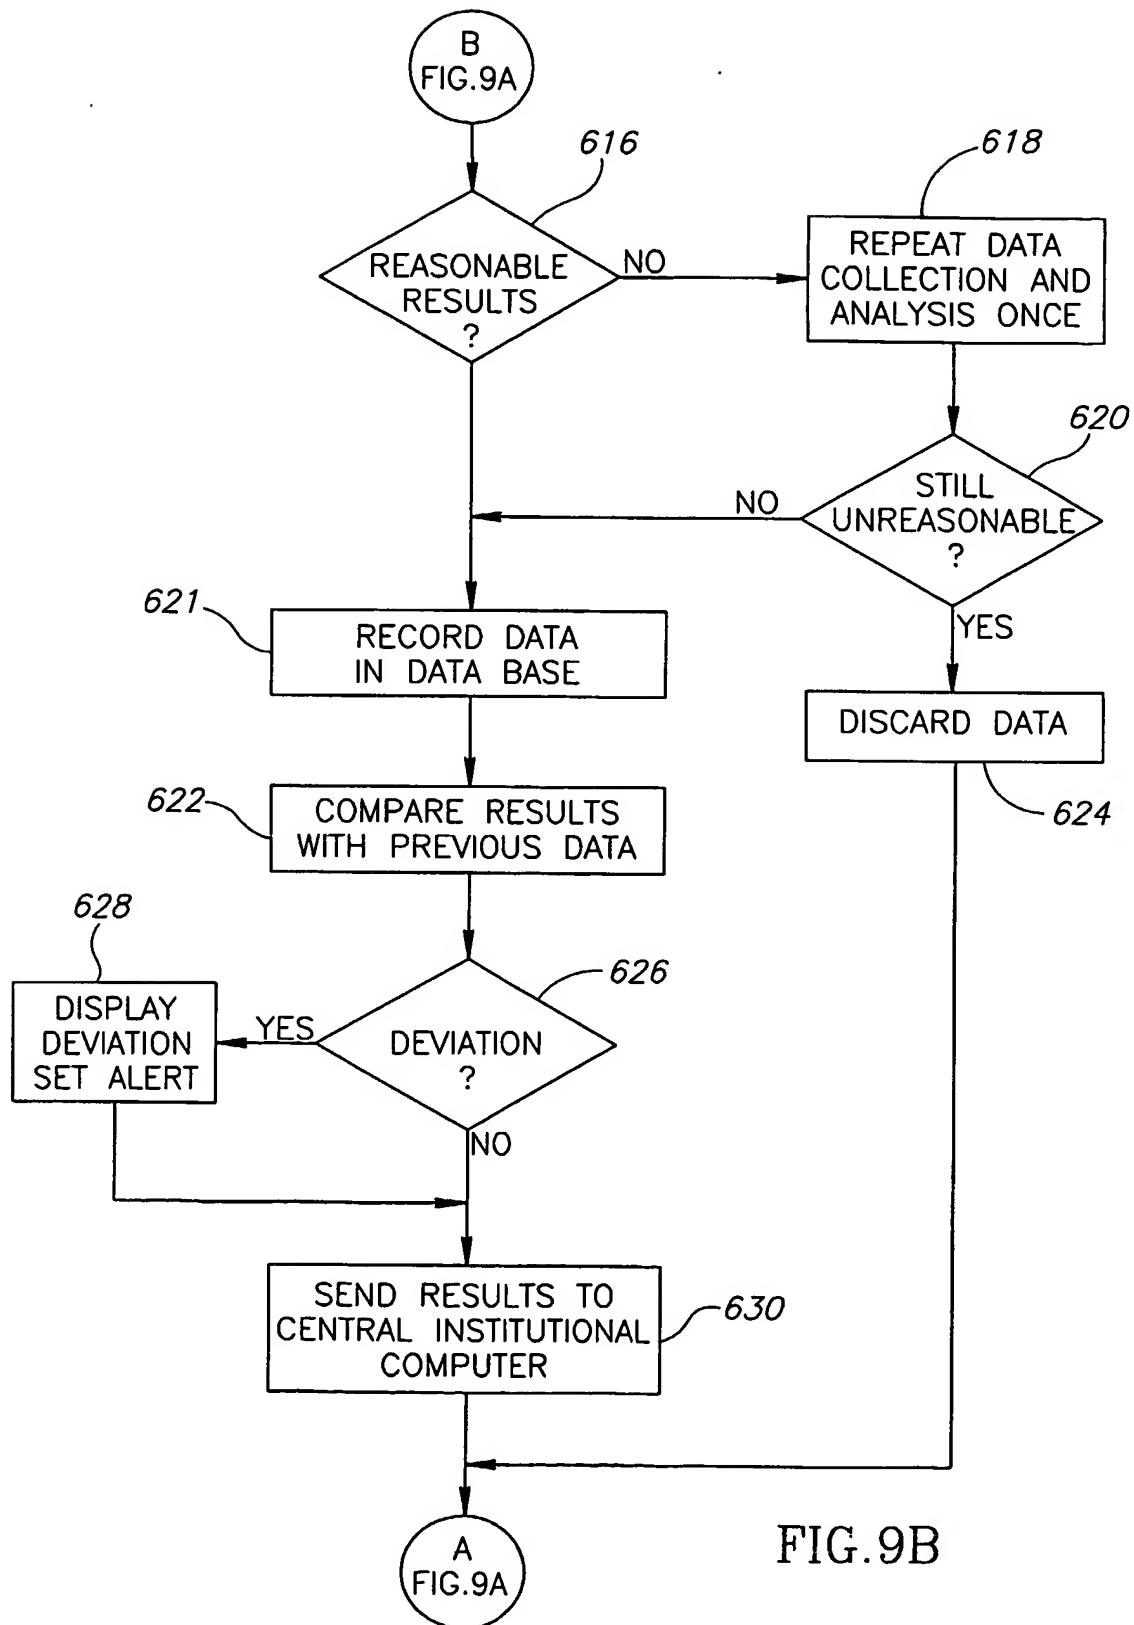 B
FIG.9A
616
618
REASONABLE
RESULTS
?
NO
REPEAT DATA
COLLECTION AND
ANALYSIS ONCE
620
STILL
UNREASONABLE
?
NO
YES
621
RECORD DATA
IN DATA BASE
DISCARD DATA
624
622
COMPARE RESULTS
WITH PREVIOUS DATA
628
626
DISPLAY
DEVIATION
SET ALERT
YES
DEVIATION
?
NO
SEND RESULTS TO
CENTRAL INSTITUTIONAL
COMPUTER
630
A
FIG.9A
FIG.9B